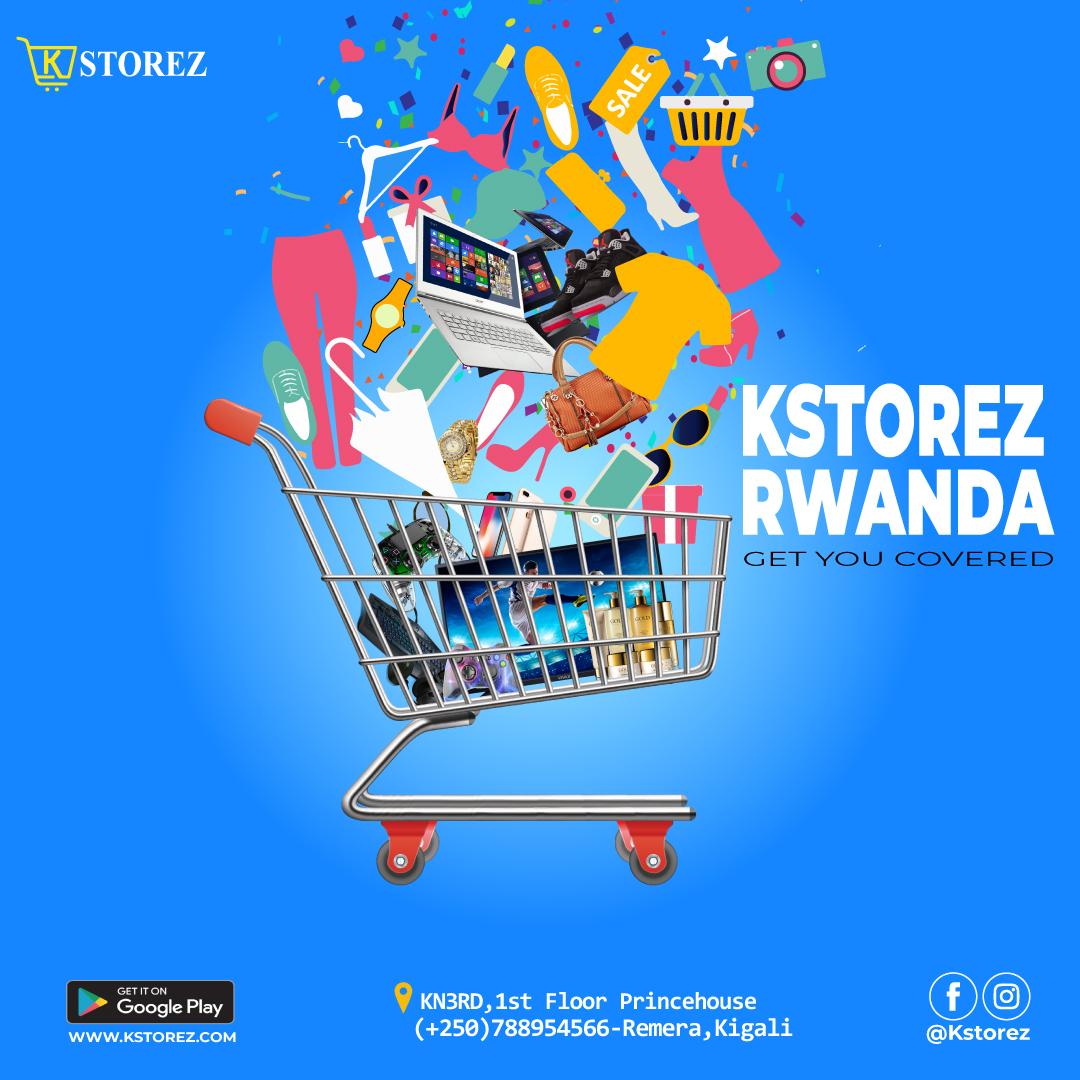 K STOREZ
SALE
KSTOREZ
RWANDA
GET YOU COVERED
GET IT ON
Google Play
WWW.KSTOREZ.COM
KN3RD,1st Floor Princehouse
(+250)788954566-Remera,Kigali
@Kstorez